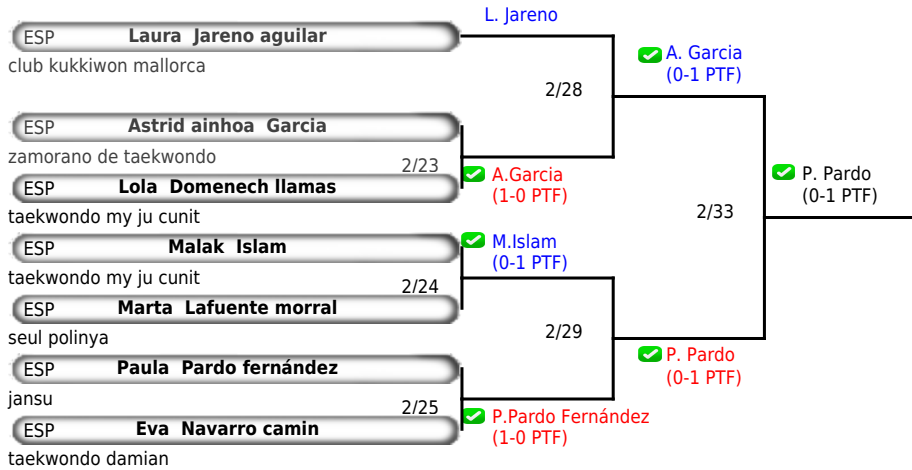 L. Jareno
ESP Laura Jareno aguilar
club kukkiwon mallorca
A. Garcia
(0-1 PTF)
2/28
ESP Astrid ainhoa Garcia
zamorano de taekwondo
2/23
A.Garcia
(1-0 PTF)
ESP Lola Domenech llamas
taekwondo my ju cunit
P. Pardo
(0-1 PTF)
2/33
ESP Malak Islam
M.Islam
(0-1 PTF)
taekwondo my ju cunit
2/24
ESP Marta Lafuente morral
seul polinya
2/29
P. Pardo
(0-1 PTF)
ESP Paula Pardo fernández
jansu
2/25
P.Pardo Fernández
(1-0 PTF)
ESP Eva Navarro camin
taekwondo damian